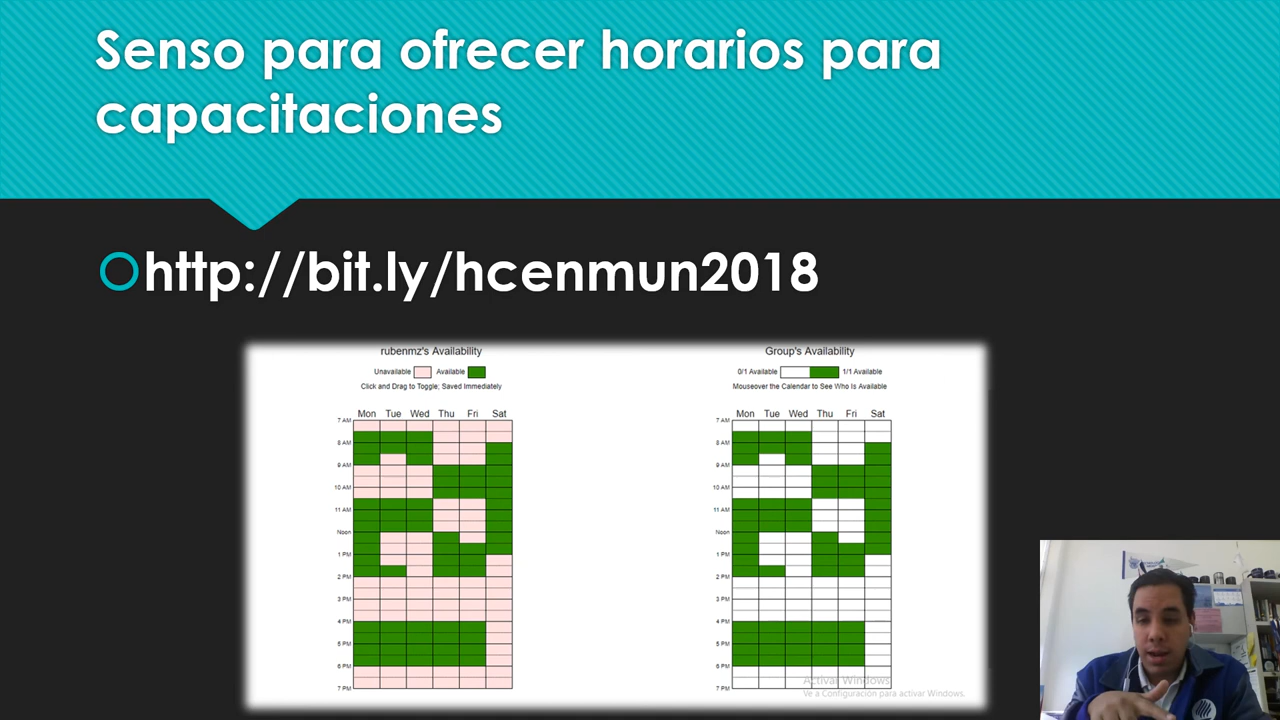 Senso para ofrecer horarios para
capacitaciones
http://bit.ly/hcenmun2018
rubenmz's Availability
Unavailable Available
Click and Drag to Toggle; Saved Immediately
Mon Tue Wed Thu Fri Sat
7 AM
8 AM
9 AM
10 AM
11 AM
Noon
1 PM
2 PM
3 PM
4 PM
5 PM
6 PM
7 PM
Group's Availability
0/1 Available 1/1 Available
Mouseover the Calendar to See Who Is Available
Mon Tue Wed Thu Fri Sat
7 AM
8 AM
9 AM
10 AM
11 AM
Noon
1 PM
2 PM
3 PM
4 PM
5 PM
6 PM
7 PM
Activar Windows
Ve a Configuración para activar Windows.